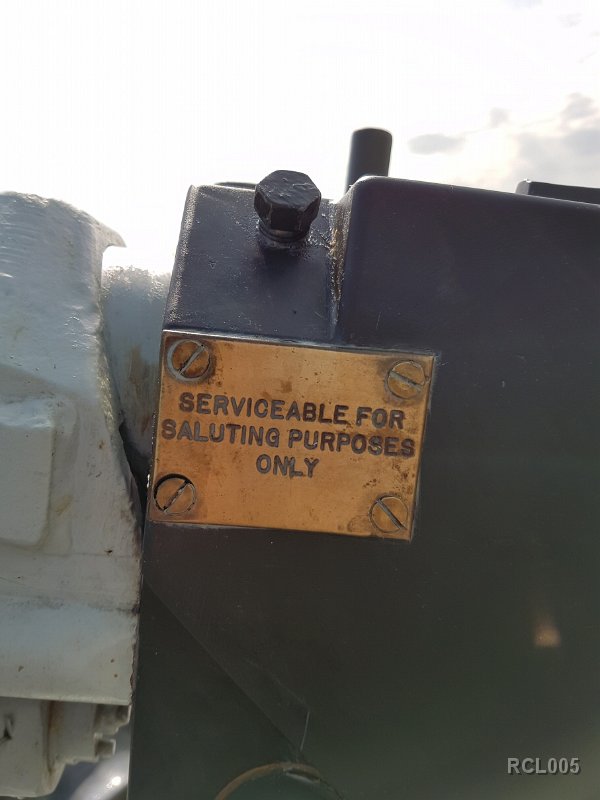 SERVICEABLE FOR
SALUTING PURPOSES
ONLY
RCL005